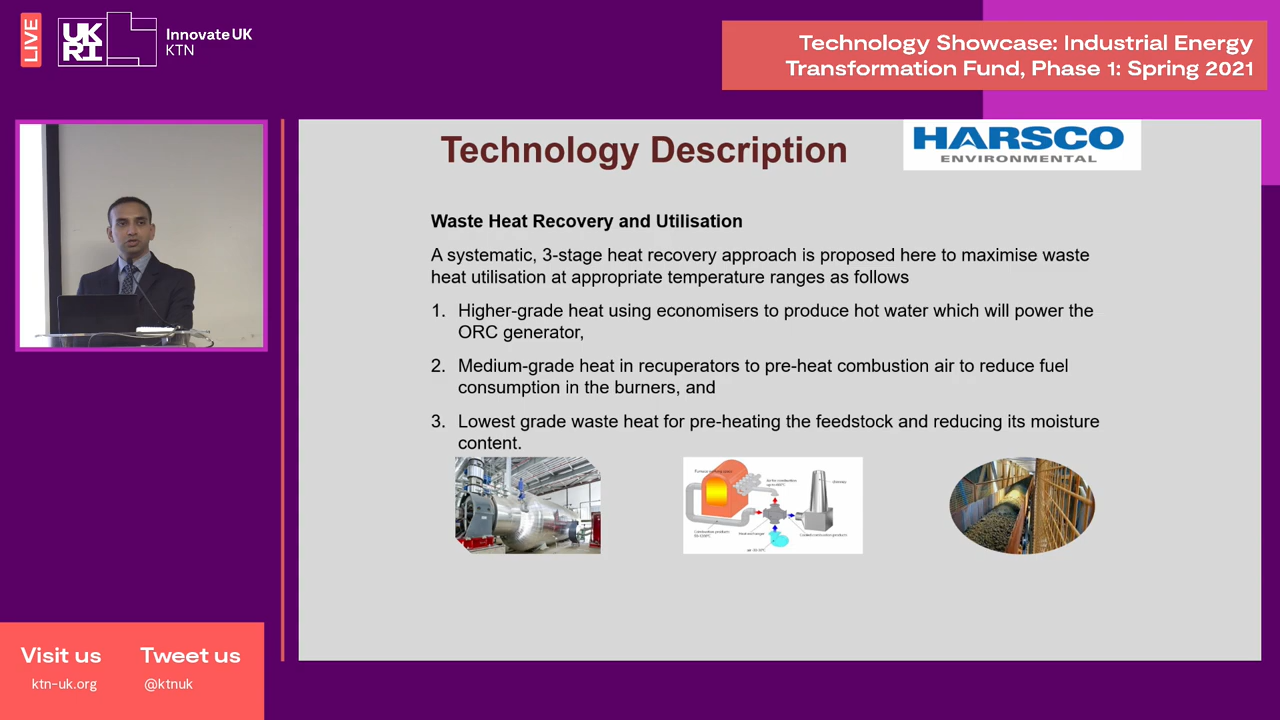 LIVE
UK
RI
Innovate UK
KTN
Technology Showcase: Industrial Energy
Transformation Fund, Phase 1: Spring 2021
Technology Description
HARSCO
ENVIRONMENTAL
Waste Heat Recovery and Utilisation
A systematic, 3-stage heat recovery approach is proposed here to maximise waste
heat utilisation at appropriate temperature ranges as follows
1. Higher-grade heat using economisers to produce hot water which will power the
ORC generator,
2. Medium-grade heat in recuperators to pre-heat combustion air to reduce fuel
consumption in the burners, and
3. Lowest grade waste heat for pre-heating the feedstock and reducing its moisture
content.
chimney
heat exchanger
Visit us
Tweet us
ktn-uk.org
@ktnuk